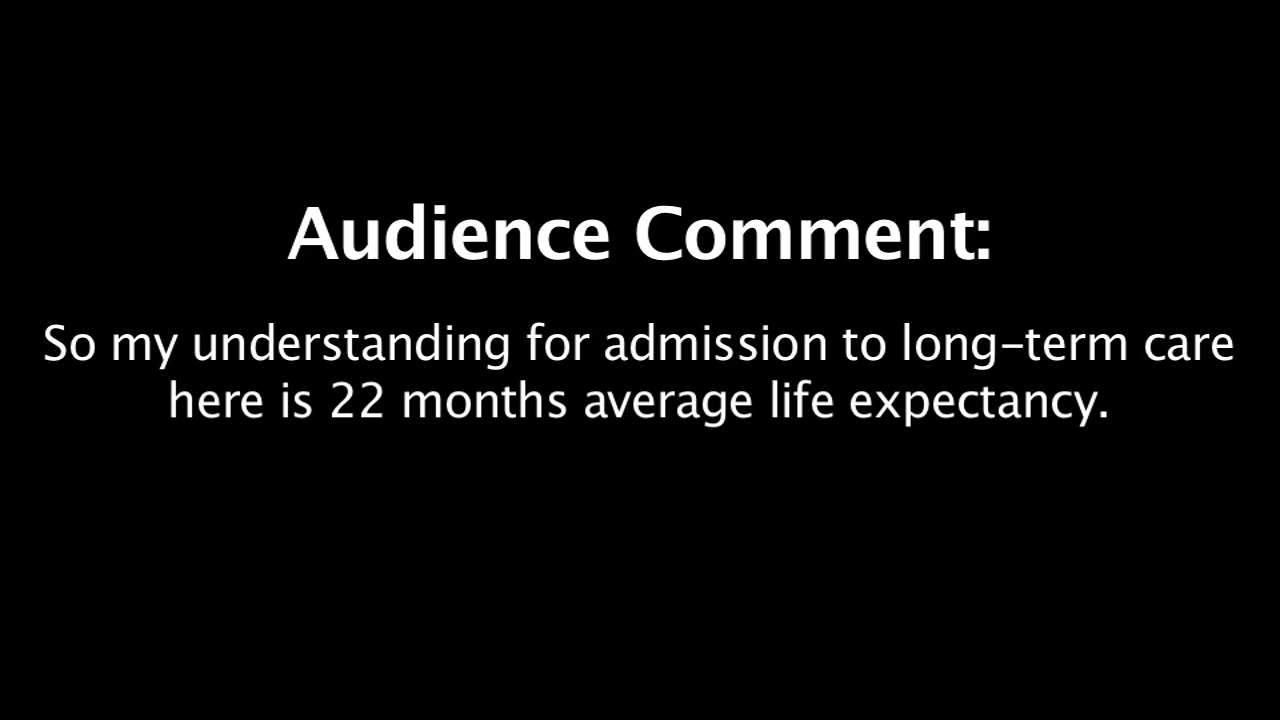 Audience Comment:
So my understanding for admission to long-term care
here is 22 months average life expectancy.